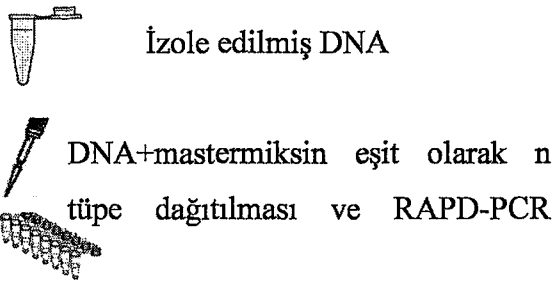 İzole edilmiş DNA
DNA+mastermiksin eşit olarak n
tüpe dağıtılması ve RAPD-PCR